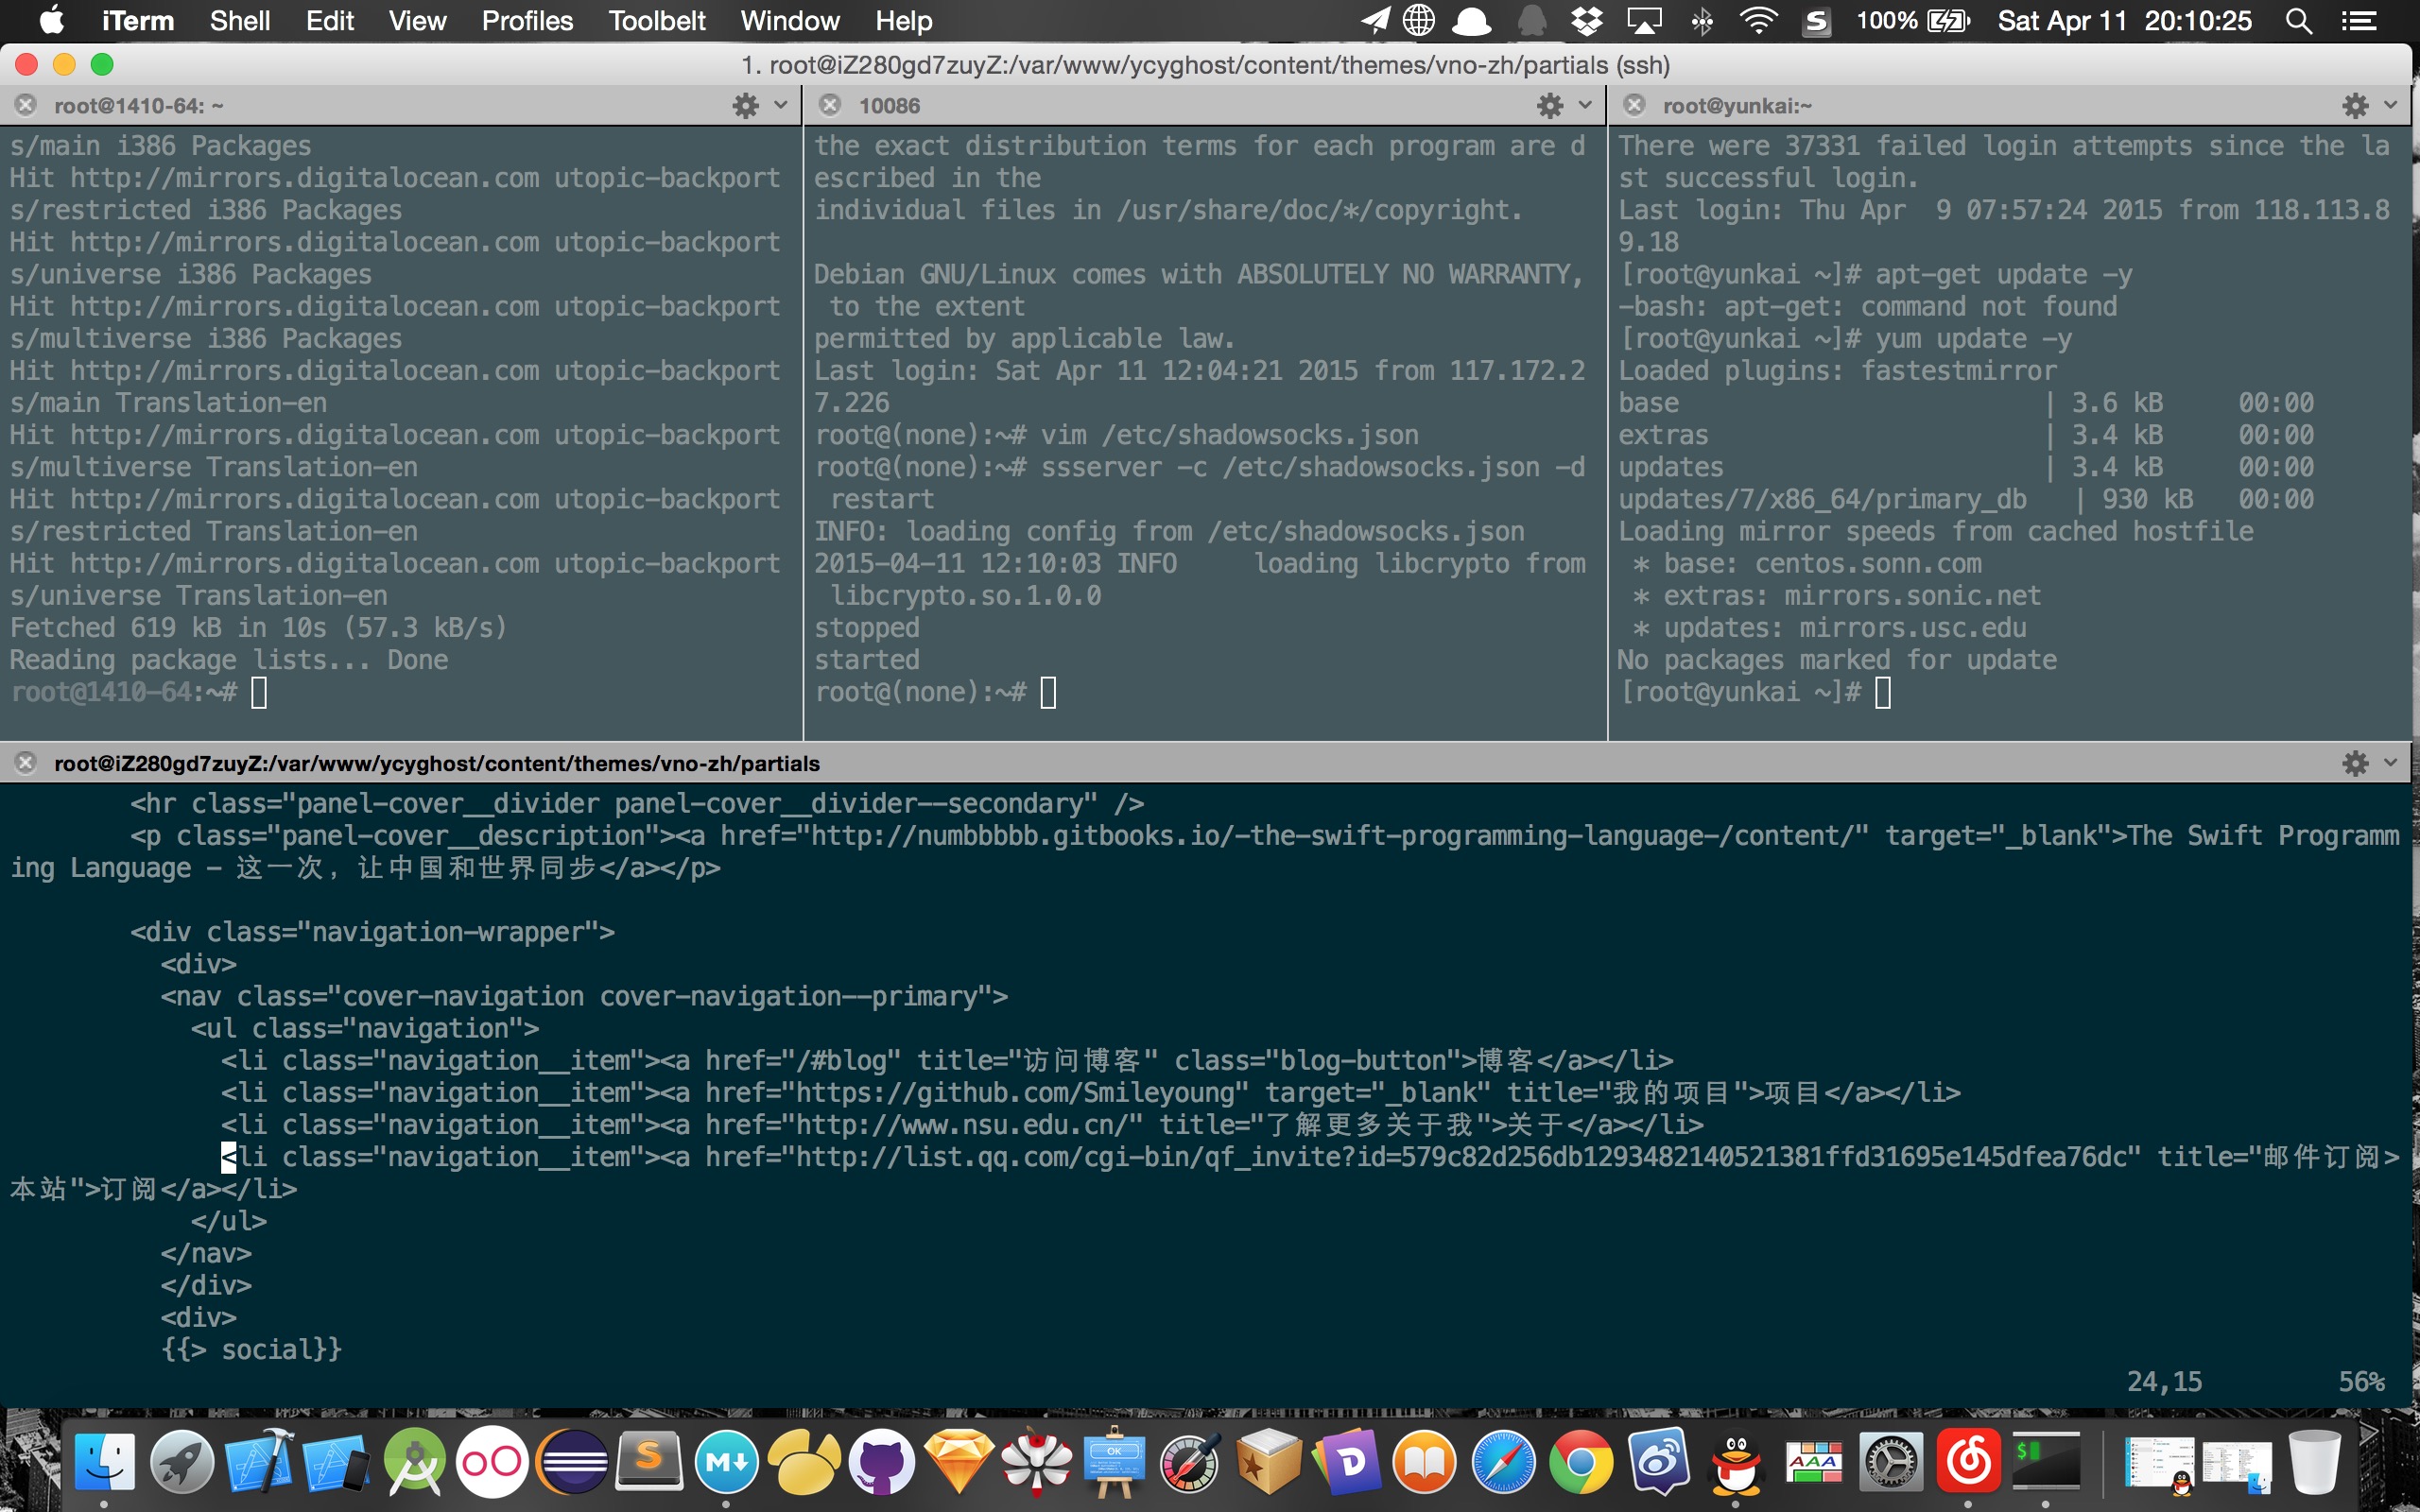 iTerm Shell Edit View Profiles Toolbelt Window Help 100% Sat Apr 11 20:10:25
1. root@iZ280gd7zuyZ:/var/www/ycyghost/content/themes/vno-zh/partials (ssh)
root@1410-64: ~
s/main i386 Packages
Hit http://mirrors.digitalocean.com utopic-backport
s/restricted i386 Packages
Hit http://mirrors.digitalocean.com utopic-backport
s/universe i386 Packages
Hit http://mirrors.digitalocean.com utopic-backport
s/multiverse i386 Packages
Hit http://mirrors.digitalocean.com utopic-backport
s/main Translation-en
Hit http://mirrors.digitalocean.com utopic-backport
s/multiverse Translation-en
Hit http://mirrors.digitalocean.com utopic-backport
s/restricted Translation-en
Hit http://mirrors.digitalocean.com utopic-backport
s/universe Translation-en
Fetched 619 kB in 10s (57.3 kB/s)
Reading package lists... Done
root@1410-64:~#
10086
the exact distribution terms for each program are d
escribed in the
individual files in /usr/share/doc/*/copyright.
Debian GNU/Linux comes with ABSOLUTELY NO WARRANTY,
to the extent
permitted by applicable law.
Last login: Sat Apr 11 12:04:21 2015 from 117.172.2
7.226
root@(none):~# vim /etc/shadowsocks.json
root@(none):~# ssserver -c /etc/shadowsocks.json -d
restart
INFO: loading config from /etc/shadowsocks.json
2015-04-11 12:10:03 INFO     loading libcrypto from
libcrypto.so.1.0.0
stopped
started
root@(none):~#
root@yunkai:~
There were 37331 failed login attempts since the la
st successful login.
Last login: Thu Apr  9 07:57:24 2015 from 118.113.8
9.18
[root@yunkai ~]# apt-get update -y
-bash: apt-get: command not found
[root@yunkai ~]# yum update -y
Loaded plugins: fastestmirror
base | 3.6 kB 00:00
extras | 3.4 kB 00:00
updates | 3.4 kB 00:00
updates/7/x86_64/primary_db | 930 kB 00:00
Loading mirror speeds from cached hostfile
* base: centos.sonn.com
* extras: mirrors.sonic.net
* updates: mirrors.usc.edu
No packages marked for update
[root@yunkai ~]#
root@iZ280gd7zuyZ:/var/www/ycyghost/content/themes/vno-zh/partials
<hr class="panel-cover__divider panel-cover__divider--secondary" />
<p class="panel-cover__description"><a href="http://numbbbbb.gitbooks.io/-the-swift-programming-language-/content/" target="_blank">The Swift Programm
ing Language - 这一次，让中国和世界同步</a></p>
<div class="navigation-wrapper">
<div>
<nav class="cover-navigation cover-navigation--primary">
<ul class="navigation">
<li class="navigation__item"><a href="/#blog" title="访问博客" class="blog-button">博客</a></li>
<li class="navigation__item"><a href="https://github.com/Smileyoung" target="_blank" title="我的项目">项目</a></li>
<li class="navigation__item"><a href="http://www.nsu.edu.cn/" title="了解更多关于我">关于</a></li>
<li class="navigation__item"><a href="http://list.qq.com/cgi-bin/qf_invite?id=579c82d256db1293482140521381ffd31695e145dfea76dc" title="邮件订阅>
本站">订阅</a></li>
</ul>
</nav>
</div>
<div>
{{> social}}
24,15 56%